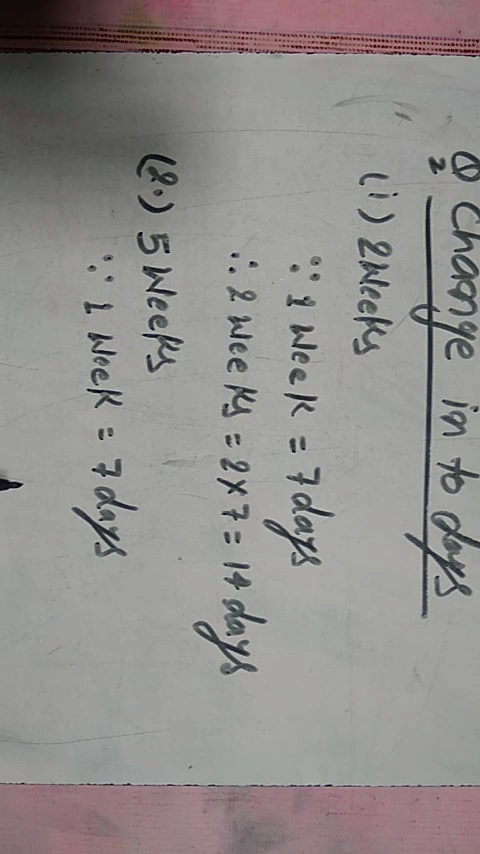 Q 2 Change in to days
(i) 2 Weeks
∵ 1 Week = 7 days
∴ 2 Weeks = 2 × 7 = 14 days
(2.) 5 Weeks
∵ 1 Week = 7 days